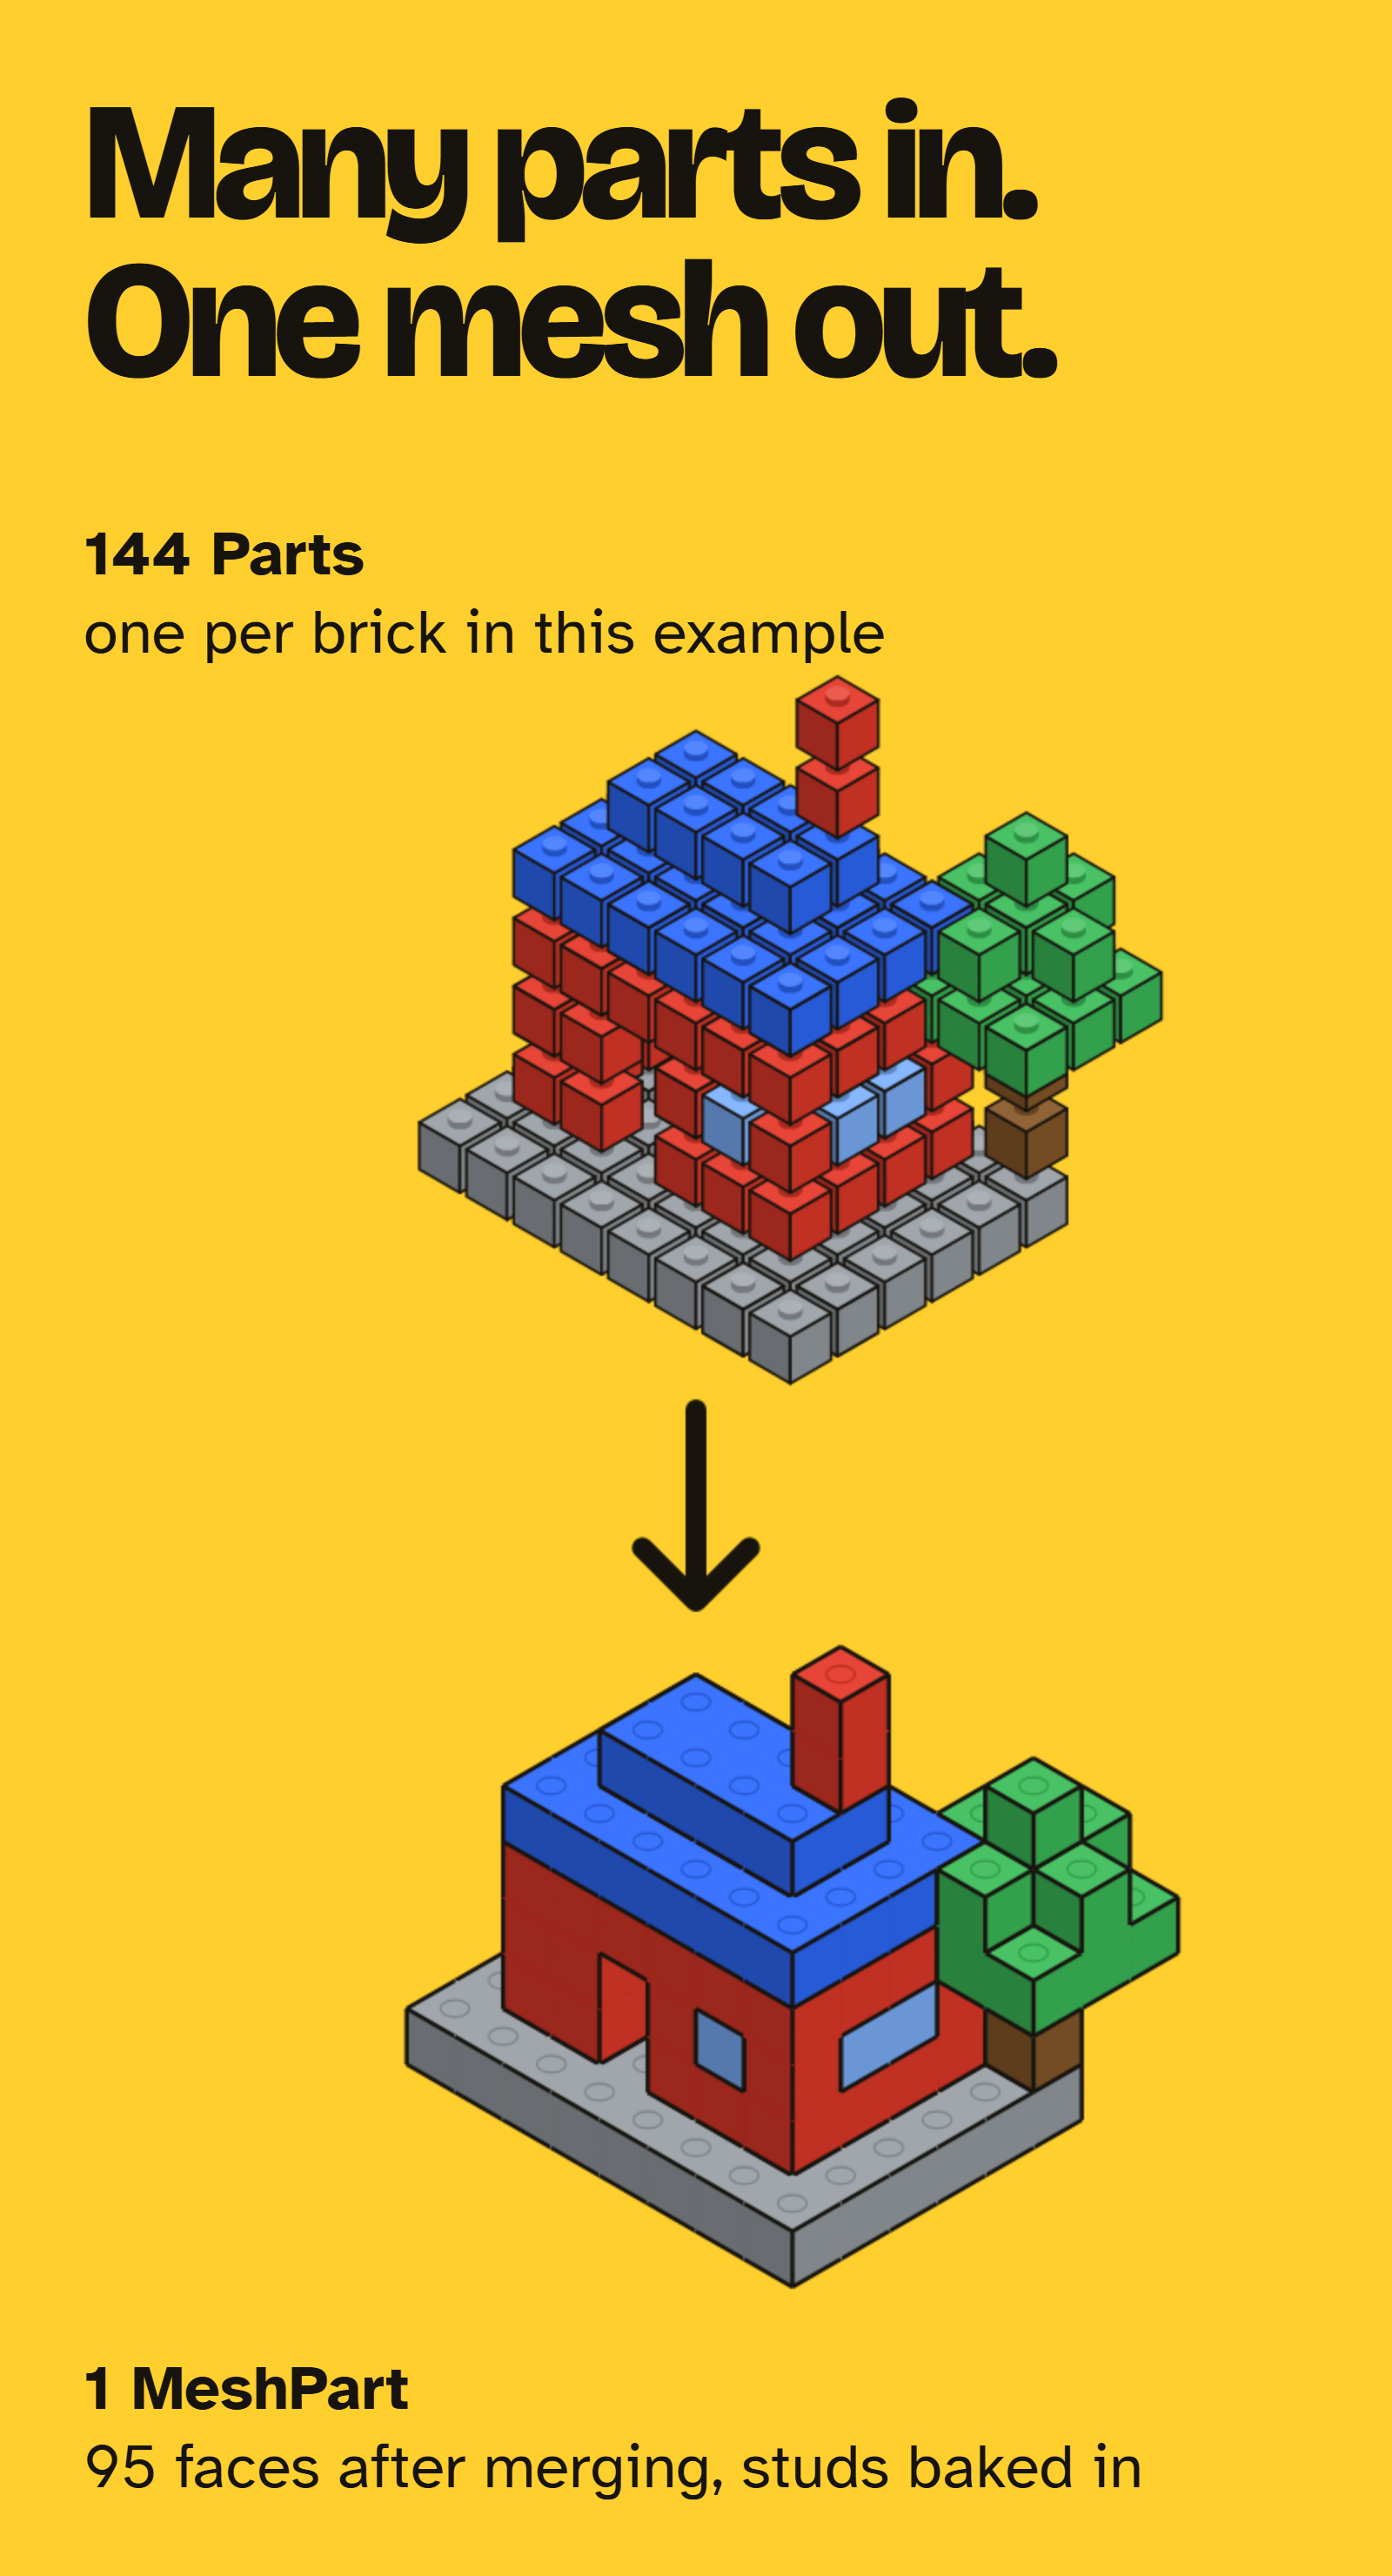 Many parts in.
One mesh out.
144 Parts
one per brick in this example
1 MeshPart
95 faces after merging, studs baked in